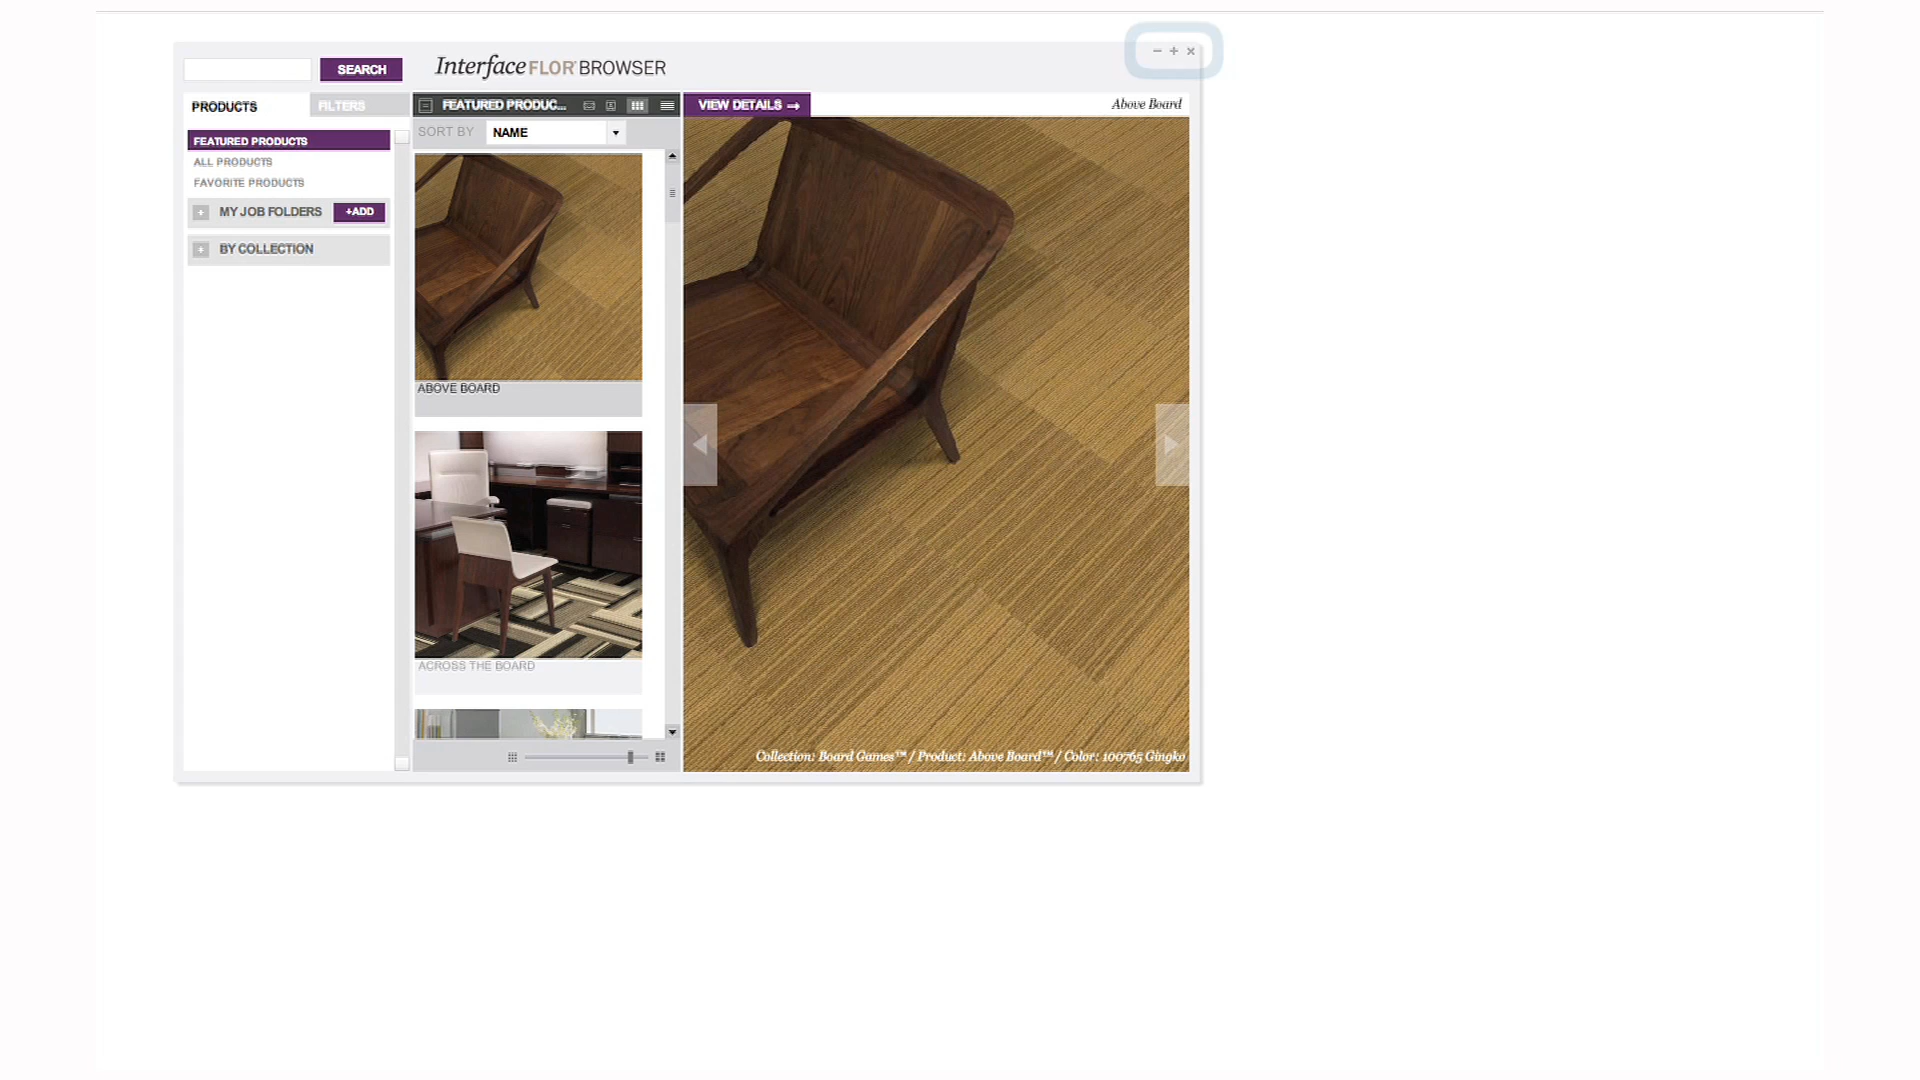 SEARCH
InterfaceFLOR BROWSER
PRODUCTS
FILTERS
FEATURED PRODUC...
VIEW DETAILS →
Above Board
FEATURED PRODUCTS
ALL PRODUCTS
FAVORITE PRODUCTS
MY JOB FOLDERS
+ADD
BY COLLECTION
SORT BY
NAME
ABOVE BOARD
ACROSS THE BOARD
Collection: Board Games™ / Product: Above Board™ / Color: 100765 Gingko